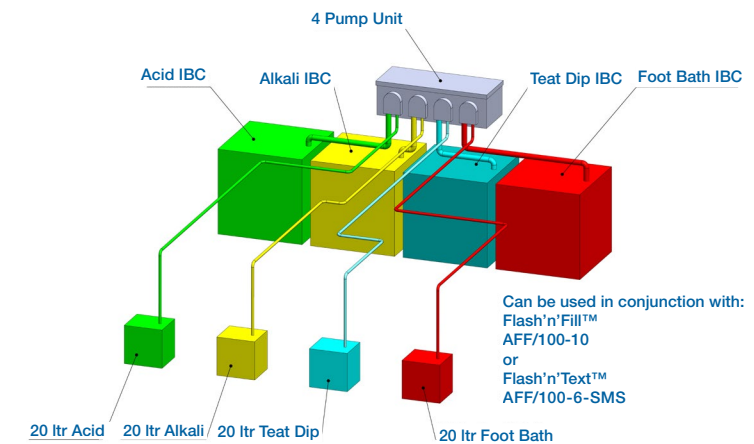 4 Pump Unit
Acid IBC
Alkali IBC
Teat Dip IBC
Foot Bath IBC
Can be used in conjunction with:
Flash’n’Fill™
AFF/100-10
or
Flash’n’Text™
AFF/100-6-SMS
20 ltr Acid
20 ltr Alkali
20 ltr Teat Dip
20 ltr Foot Bath